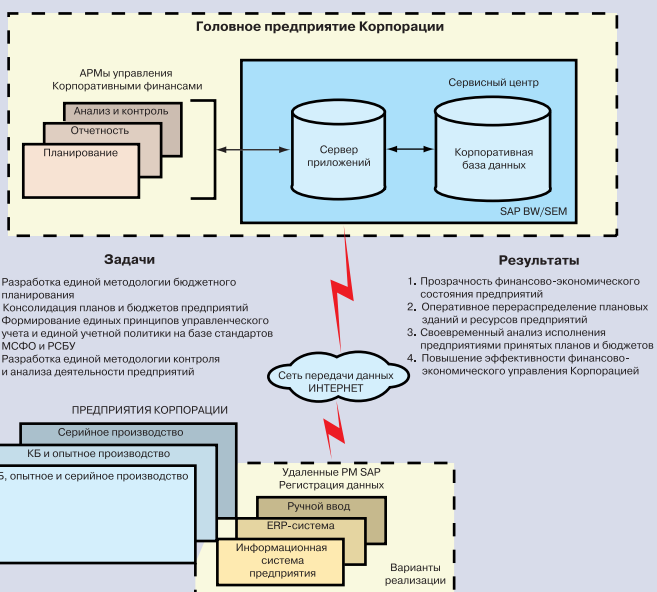 Головное предприятие Корпорации
АРМы управления
Корпоративными финансами
Анализ и контроль
Отчетность
Планирование
Сервисный центр
Сервер
приложений
Корпоративная
база данных
SAP BW/SEM
Задачи
Разработка единой методологии бюджетного
планирования
Консолидация планов и бюджетов предприятий
Формирование единых принципов управленческого
учета и единой учетной политики на базе стандартов
МСФО и РСБУ
Разработка единой методологии контроля
и анализа деятельности предприятий
Результаты
1. Прозрачность финансово-экономического
состояния предприятий
2. Оперативное перераспределение плановых
зданий и ресурсов предприятий
3. Своевременный анализ исполнения
предприятиями принятых планов и бюджетов
4. Повышение эффективности финансово-
экономического управления Корпорацией
Сеть передачи данных
ИНТЕРНЕТ
ПРЕДПРИЯТИЯ КОРПОРАЦИИ
Серийное производство
КБ и опытное производство
Б, опытное и серийное производство
Удаленные РМ SAP
Регистрация данных
Ручной ввод
ERP-система
Информационная
система
предприятия
Варианты
реализации